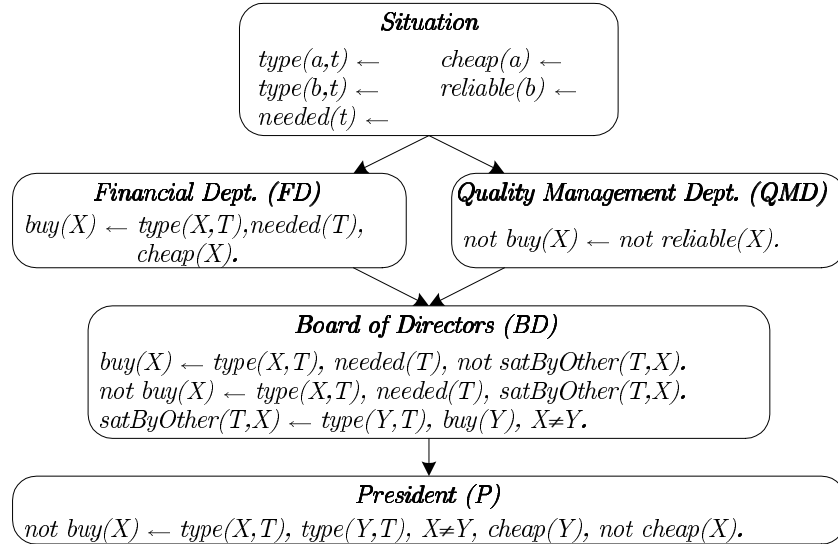 Situation
type(a,t) ← cheap(a) ←
type(b,t) ← reliable(b) ←
needed(t) ←
Financial Dept. (FD)
buy(X) ← type(X,T),needed(T),
cheap(X).
Quality Management Dept. (QMD)
not buy(X) ← not reliable(X).
Board of Directors (BD)
buy(X) ← type(X,T), needed(T), not satByOther(T,X).
not buy(X) ← type(X,T), needed(T), satByOther(T,X).
satByOther(T,X) ← type(Y,T), buy(Y), X≠Y.
President (P)
not buy(X) ← type(X,T), type(Y,T), X≠Y, cheap(Y), not cheap(X).